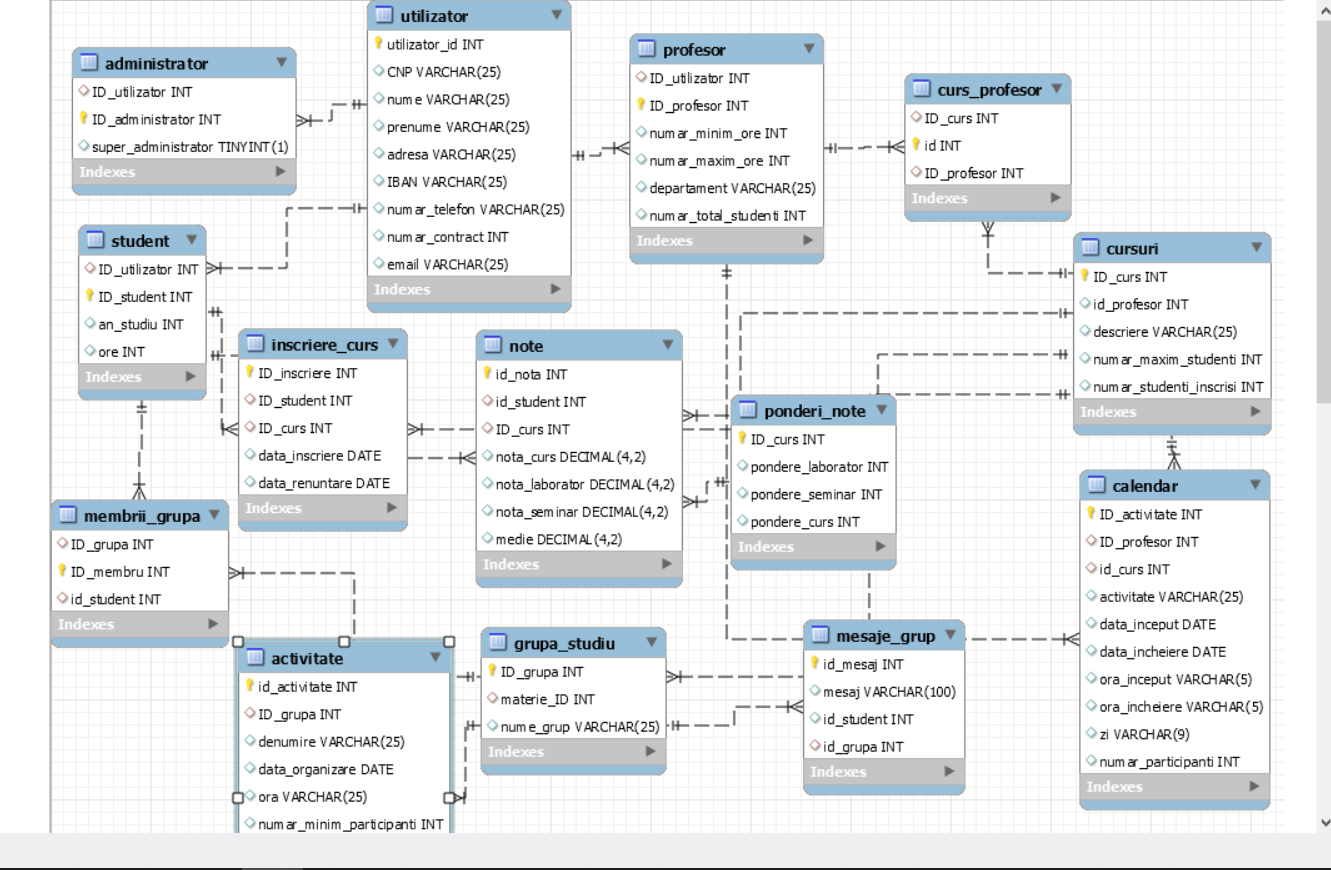 administrator
ID_utilizator INT
ID_administrator INT
super_administrator TINYINT(1)
Indexes
utilizator
utilizator_id INT
CNP VARCHAR(25)
nume VARCHAR(25)
prenume VARCHAR(25)
adresa VARCHAR(25)
IBAN VARCHAR(25)
numar_telefon VARCHAR(25)
numar_contract INT
email VARCHAR(25)
Indexes
profesor
ID_utilizator INT
ID_profesor INT
numar_minim_ore INT
numar_maxim_ore INT
departament VARCHAR(25)
numar_total_studenti INT
Indexes
curs_profesor
ID_curs INT
id INT
ID_profesor INT
Indexes
student
ID_utilizator INT
ID_student INT
an_studiu INT
ore INT
Indexes
inscriere_curs
ID_inscriere INT
ID_student INT
ID_curs INT
data_inscriere DATE
data_renuntare DATE
Indexes
note
id_nota INT
id_student INT
ID_curs INT
nota_curs DECIMAL(4,2)
nota_laborator DECIMAL(4,2)
nota_seminar DECIMAL(4,2)
medie DECIMAL(4,2)
Indexes
ponderi_note
ID_curs INT
pondere_laborator INT
pondere_seminar INT
pondere_curs INT
Indexes
cursuri
ID_curs INT
id_profesor INT
descriere VARCHAR(25)
numar_maxim_studenti INT
numar_studenti_inscrisi INT
Indexes
membrii_grupa
ID_grupa INT
ID_membru INT
id_student INT
Indexes
activitate
id_activitate INT
ID_grupa INT
denumire VARCHAR(25)
data_organizare DATE
ora VARCHAR(25)
numar_minim_participanti INT
grupa_studiu
ID_grupa INT
materie_ID INT
nume_grup VARCHAR(25)
Indexes
mesaje_grup
id_mesaj INT
mesaj VARCHAR(100)
id_student INT
id_grupa INT
Indexes
calendar
ID_activitate INT
ID_profesor INT
id_curs INT
activitate VARCHAR(25)
data_inceput DATE
data_incheiere DATE
ora_inceput VARCHAR(5)
ora_incheiere VARCHAR(5)
zi VARCHAR(9)
numar_participanti INT
Indexes